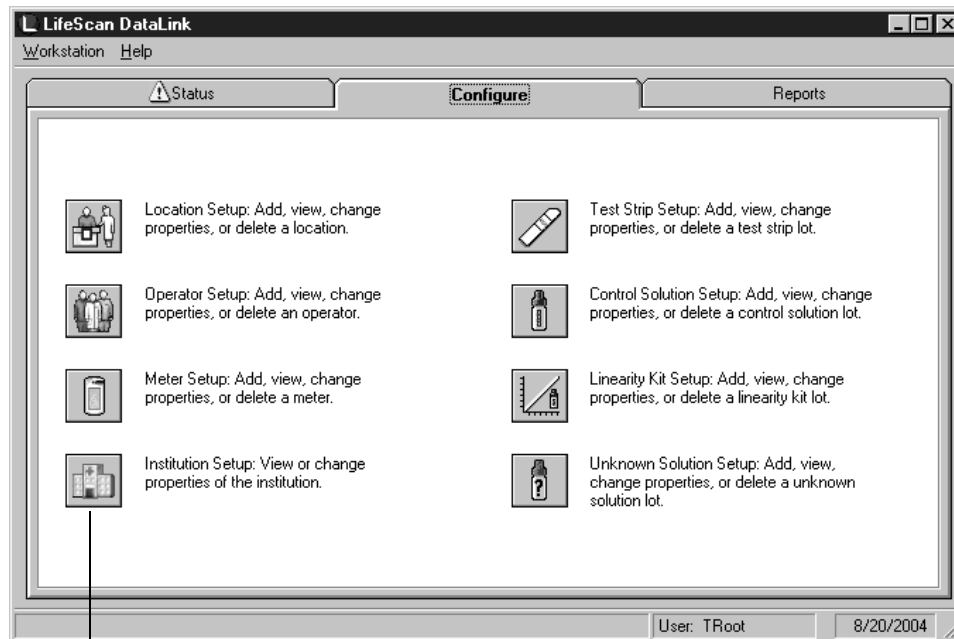 LifeScan DataLink
Workstation Help
Status
Configure
Reports
Location Setup: Add, view, change
properties, or delete a location.
Operator Setup: Add, view, change
properties, or delete an operator.
Meter Setup: Add, view, change
properties, or delete a meter.
Institution Setup: View or change
properties of the institution.
Test Strip Setup: Add, view, change
properties, or delete a test strip lot.
Control Solution Setup: Add, view, change
properties, or delete a control solution lot.
Linearity Kit Setup: Add, view, change
properties, or delete a linearity kit lot.
Unknown Solution Setup: Add, view,
change properties, or delete a unknown
solution lot.
User: TRoot
8/20/2004